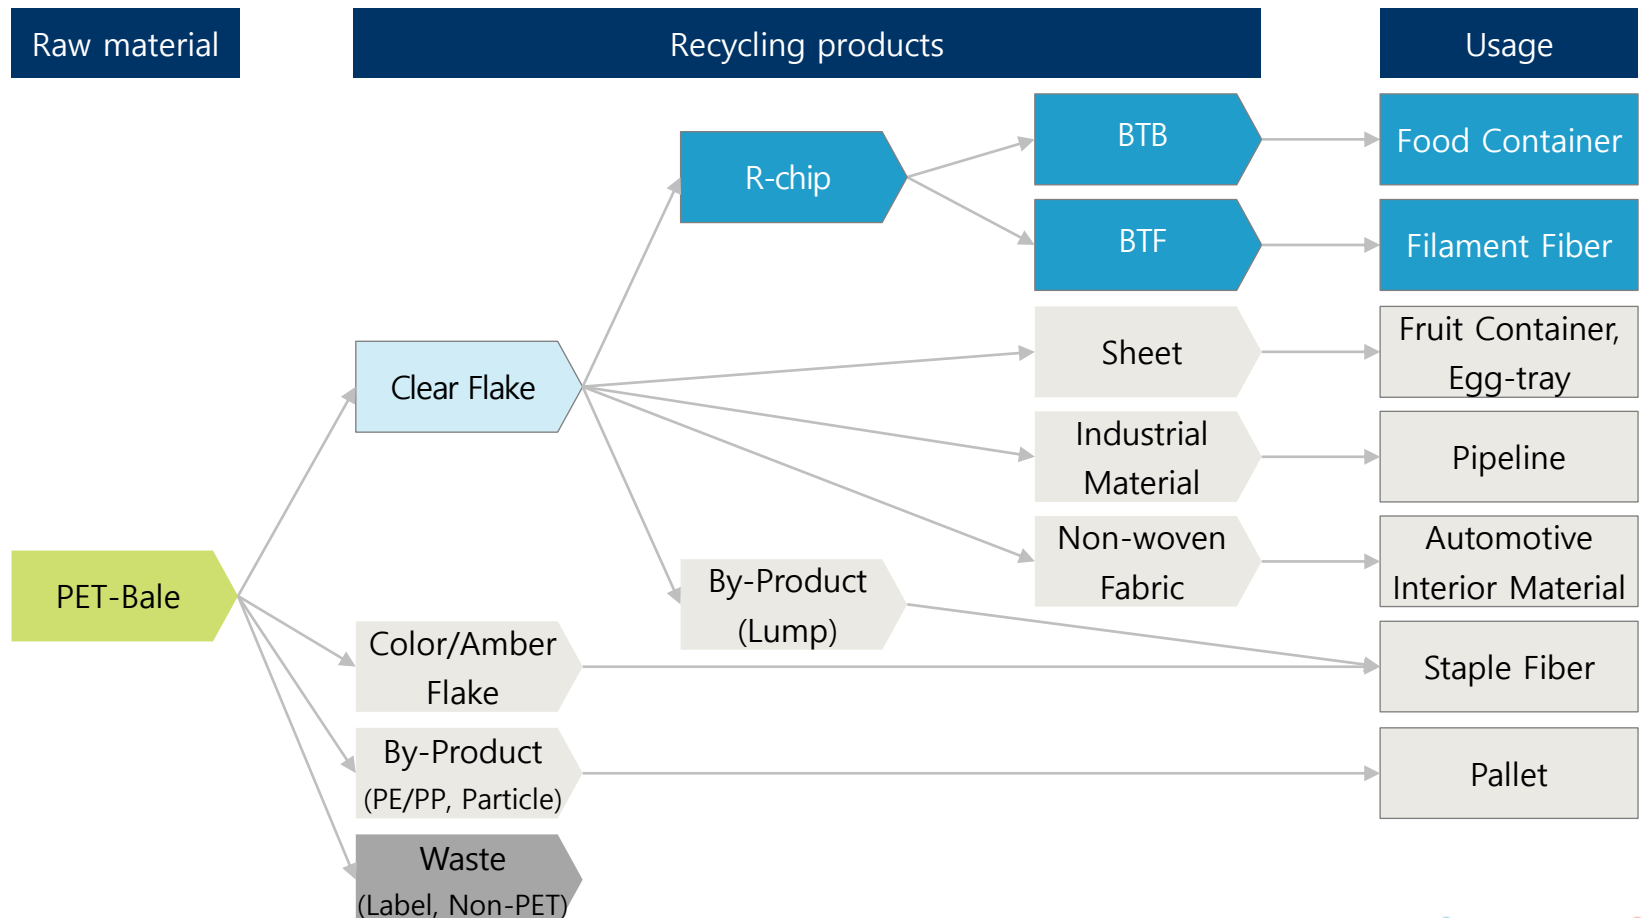 Raw material
Recycling products
Usage
BTB
Food Container
R-chip
BTF
Filament Fiber
Clear Flake
Sheet
Fruit Container,
Egg-tray
Industrial
Material
Pipeline
PET-Bale
By-Product
(Lump)
Non-woven
Fabric
Automotive
Interior Material
Color/Amber
Flake
Staple Fiber
By-Product
(PE/PP, Particle)
Pallet
Waste
(Label, Non-PET)